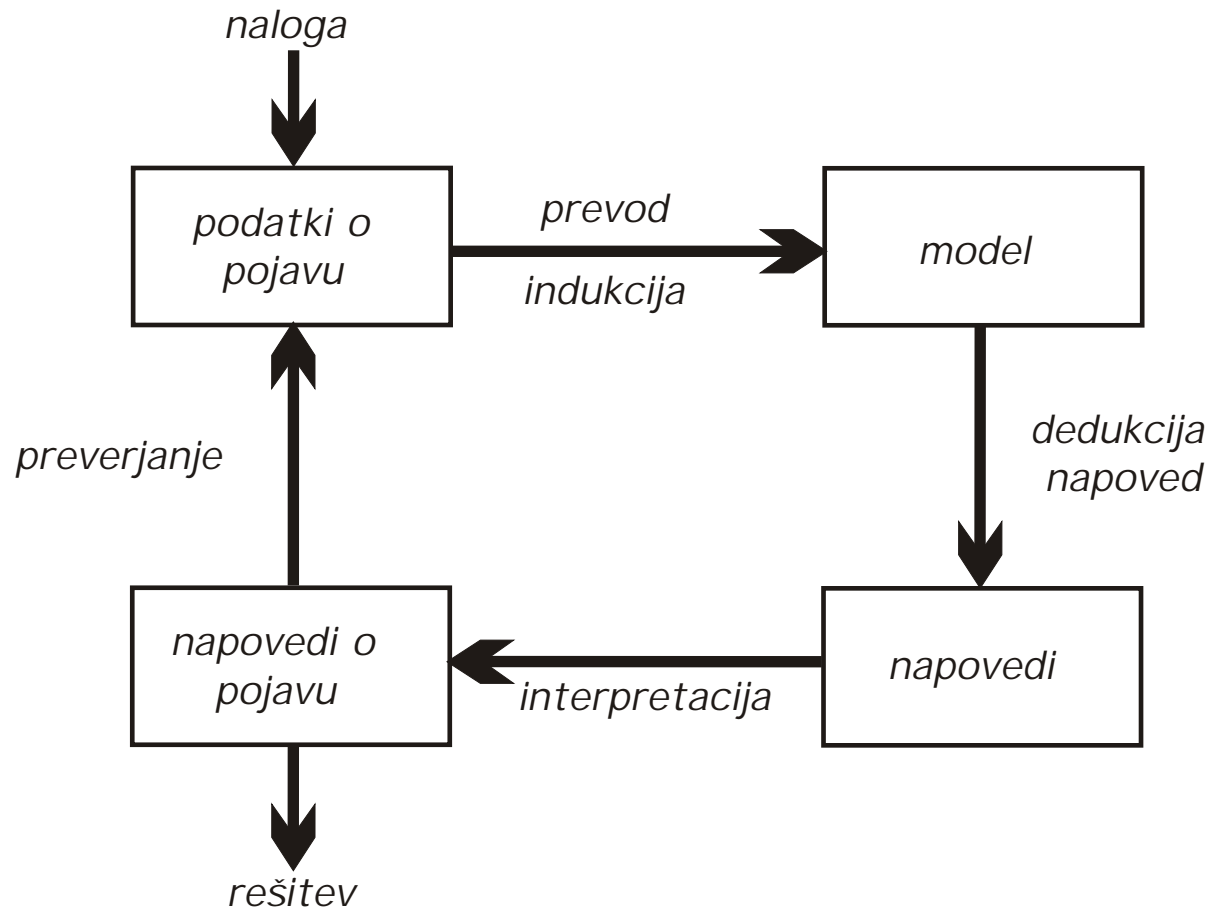 naloga
podatki o
pojavu
prevod
indukcija
model
preverjanje
dedukcija
napoved
napovedi o
pojavu
interpretacija
napovedi
rešitev